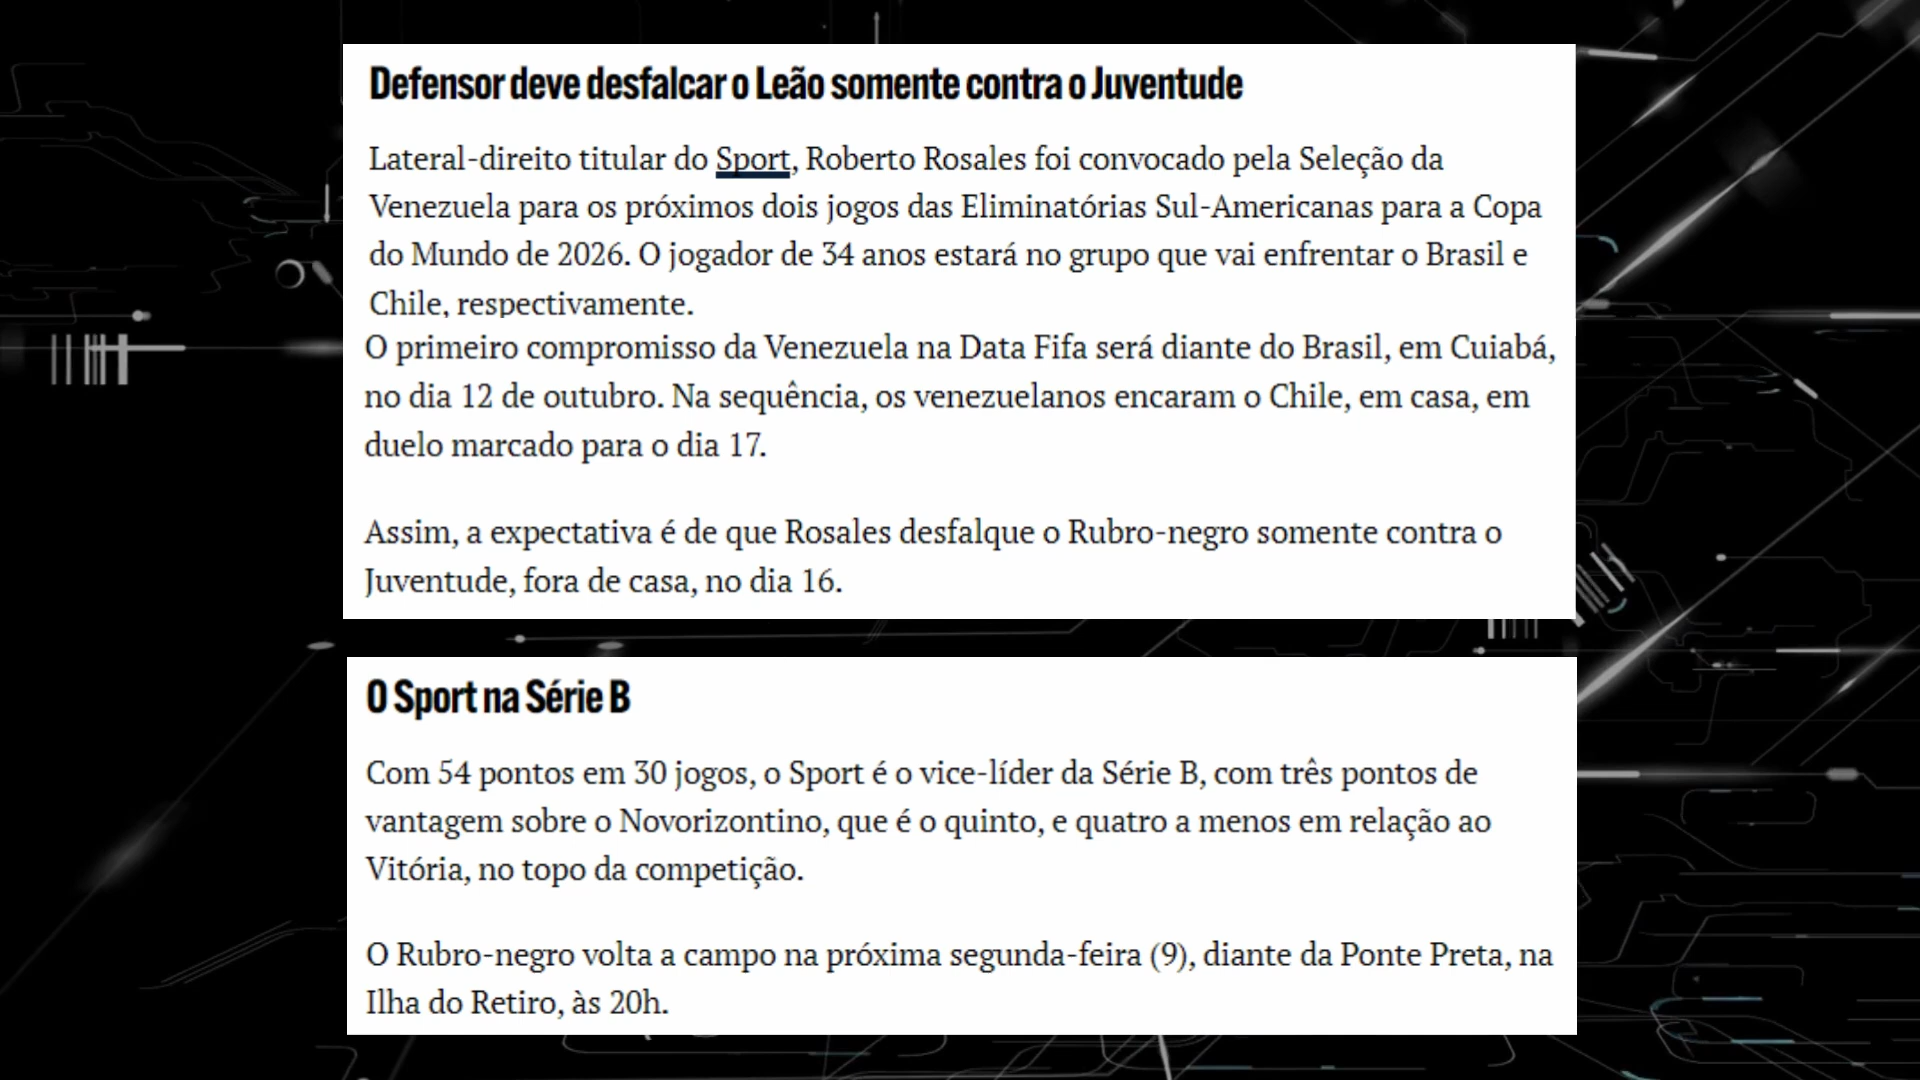 Defensor deve desfalcar o Leão somente contra o Juventude
Lateral-direito titular do Sport, Roberto Rosales foi convocado pela Seleção da
Venezuela para os próximos dois jogos das Eliminatórias Sul-Americanas para a Copa
do Mundo de 2026. O jogador de 34 anos estará no grupo que vai enfrentar o Brasil e
Chile, respectivamente.
O primeiro compromisso da Venezuela na Data Fifa será diante do Brasil, em Cuiabá,
no dia 12 de outubro. Na sequência, os venezuelanos encaram o Chile, em casa, em
duelo marcado para o dia 17.
Assim, a expectativa é de que Rosales desfalque o Rubro-negro somente contra o
Juventude, fora de casa, no dia 16.
O Sport na Série B
Com 54 pontos em 30 jogos, o Sport é o vice-líder da Série B, com três pontos de
vantagem sobre o Novorizontino, que é o quinto, e quatro a menos em relação ao
Vitória, no topo da competição.
O Rubro-negro volta a campo na próxima segunda-feira (9), diante da Ponte Preta, na
Ilha do Retiro, às 20h.